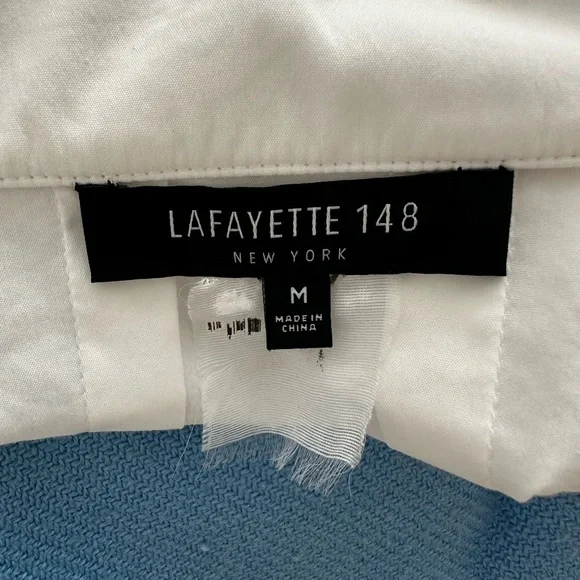 LAFAYETTE 148
NEW YORK
M
MADE IN
CHINA